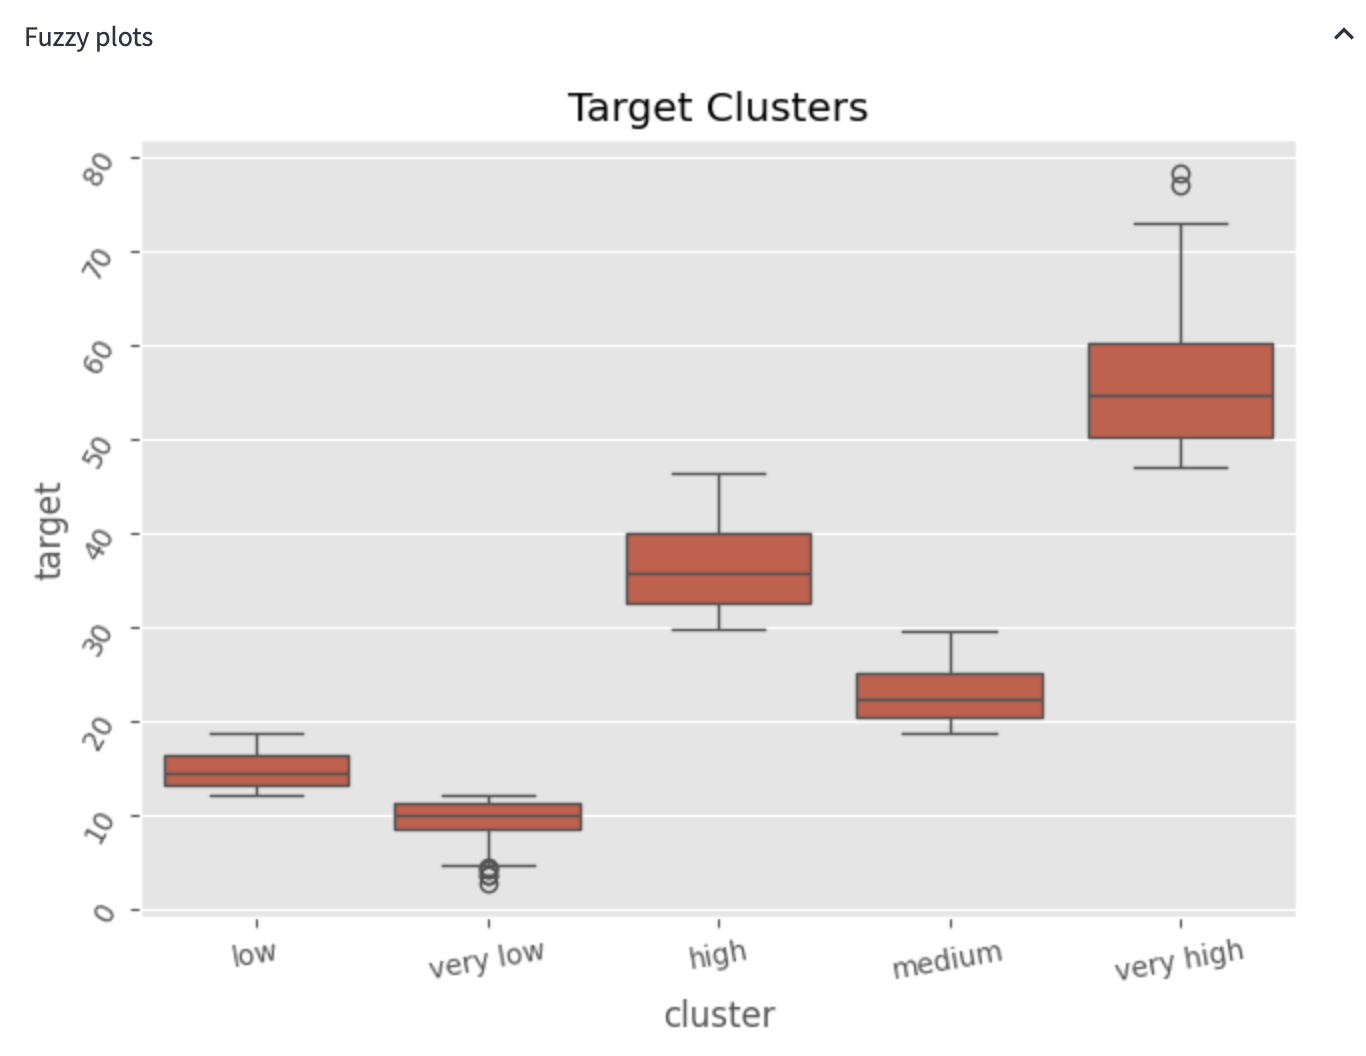 Fuzzy plots
Target Clusters
80
70
60
50
40
30
20
10
0
target
low
very low
high
medium
very high
cluster